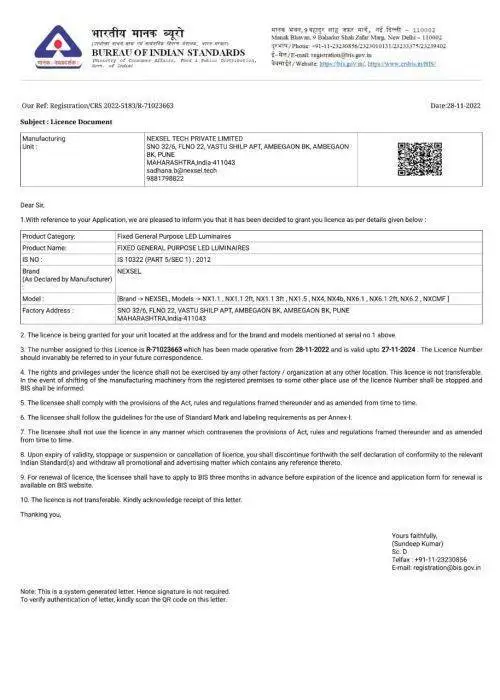 भारतीय मानक ब्यूरो
BUREAU OF INDIAN STANDARDS
(Ministry of Consumer Affairs, Food & Public Distribution,
Govt. of India)
मानक भवन, 9 बहादुर शाह ज़फर मार्ग, नई दिल्ली – 110002
Manak Bhavan, 9 Bahadur Shah Zafar Marg, New Delhi – 110002
दूरभाष/Phone: +91-11-23230856/23230131/23233375/23239402
ई-मेल/E-mail: registration@bis.gov.in
वेबसाईट/Website: https://bis.gov.in/, https://www.crsbis.in/BIS/
Our Ref: Registration/CRS 2022-5183/R-71023663
Date:28-11-2022
Subject : Licence Document
Manufacturing
Unit :
NEXSEL TECH PRIVATE LIMITED
SNO 32/6, FLNO 22, VASTU SHILP APT, AMBEGAON BK, AMBEGAON
BK, PUNE
MAHARASHTRA,India-411043
sadhana.b@nexsel.tech
9881798822
Dear Sir,
1.With reference to your Application, we are pleased to inform you that it has been decided to grant you licence as per details given below :
Product Category: Fixed General Purpose LED Luminaires
Product Name: FIXED GENERAL PURPOSE LED LUMINAIRES
IS NO : IS 10322 (PART 5/SEC 1) : 2012
Brand NEXSEL
(As Declared by Manufacturer)
:
Model : [Brand -> NEXSEL, Models -> NX1.1 , NX1.1 2ft, NX1.1 3ft , NX1.5 , NX4, NX4b, NX6.1 , NX6.1 2ft, NX6.2 , NXCMF ]
Factory Address : SNO 32/6, FLNO 22, VASTU SHILP APT, AMBEGAON BK, AMBEGAON BK, PUNE
MAHARASHTRA,India-411043
2. The licence is being granted for your unit located at the address and for the brand and models mentioned at serial no.1 above.
3. The number assigned to this Licence is R-71023663 which has been made operative from 28-11-2022 and is valid upto 27-11-2024 . The Licence Number
should invariably be referred to in your future correspondence.
4. The rights and privileges under the licence shall not be exercised by any other factory / organization at any other location. This licence is not transferable.
In the event of shifting of the manufacturing machinery from the registered premises to some other place use of the licence Number shall be stopped and
BIS shall be informed.
5. The licensee shall comply with the provisions of the Act, rules and regulations framed thereunder and as amended from time to time.
6. The licensee shall follow the guidelines for the use of Standard Mark and labeling requirements as per Annex-I.
7. The licensee shall not use the licence in any manner which contravenes the provisions of Act, rules and regulations framed thereunder and as amended
from time to time.
8. Upon expiry of validity, stoppage or suspension or cancellation of licence, you shall discontinue forthwith the self declaration of conformity to the relevant
Indian Standard(s) and withdraw all promotional and advertising matter which contains any reference thereto.
9. For renewal of licence, the licensee shall have to apply to BIS three months in advance before expiration of the licence and application form for renewal is
available on BIS website.
10. The licence is not transferable. Kindly acknowledge receipt of this letter.
Thanking you,
Yours faithfully,
(Sundeep Kumar)
Sc. D
Telfax : +91-11-23230856
E-mail: registration@bis.gov.in
Note: This is a system generated letter. Hence signature is not required.
To verify authentication of letter, kindly scan the QR code on this letter.